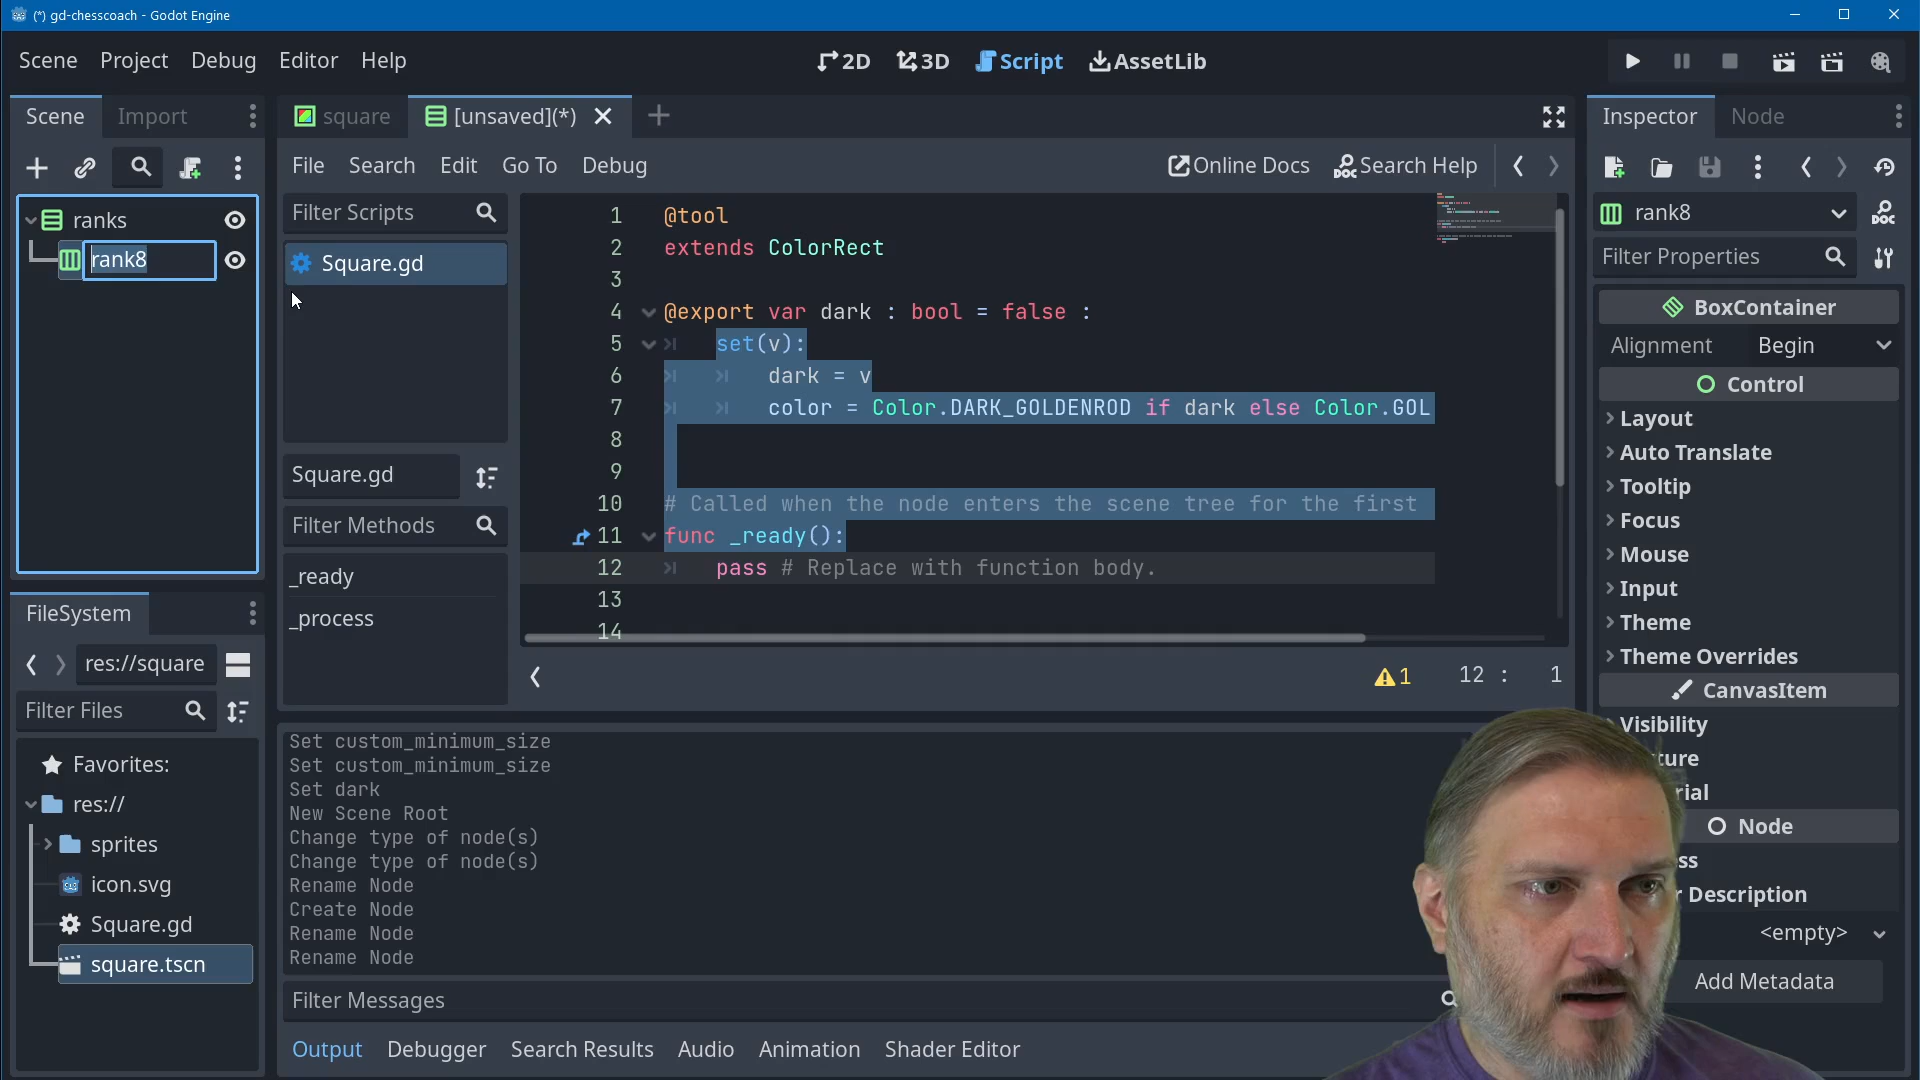 (*) gd-chesscoach - Godot Engine
Scene Project Debug Editor Help
2D 3D Script AssetLib
Scene Import
square [unsaved](*)
Inspector Node
File Search Edit Go To Debug
Online Docs Search Help
ranks
rank8
Filter Scripts
Square.gd
Square.gd
Filter Methods
_ready
_process
1 @tool
2 extends ColorRect
3
4 @export var dark : bool = false :
5 set(v):
6 dark = v
7 color = Color.DARK_GOLDENROD if dark else Color.GOL
8
9
10 # Called when the node enters the scene tree for the first
11 func _ready():
12 pass # Replace with function body.
13
14
1 12 : 1
rank8
Filter Properties
BoxContainer
Alignment Begin
Control
Layout
Auto Translate
Tooltip
Focus
Mouse
Input
Theme
Theme Overrides
CanvasItem
Visibility
ture
rial
Node
ss
r Description
<empty>
Add Metadata
FileSystem
res://square
Filter Files
Favorites:
res://
sprites
icon.svg
Square.gd
square.tscn
Set custom_minimum_size
Set custom_minimum_size
Set dark
New Scene Root
Change type of node(s)
Change type of node(s)
Rename Node
Create Node
Rename Node
Rename Node
Filter Messages
Output Debugger Search Results Audio Animation Shader Editor